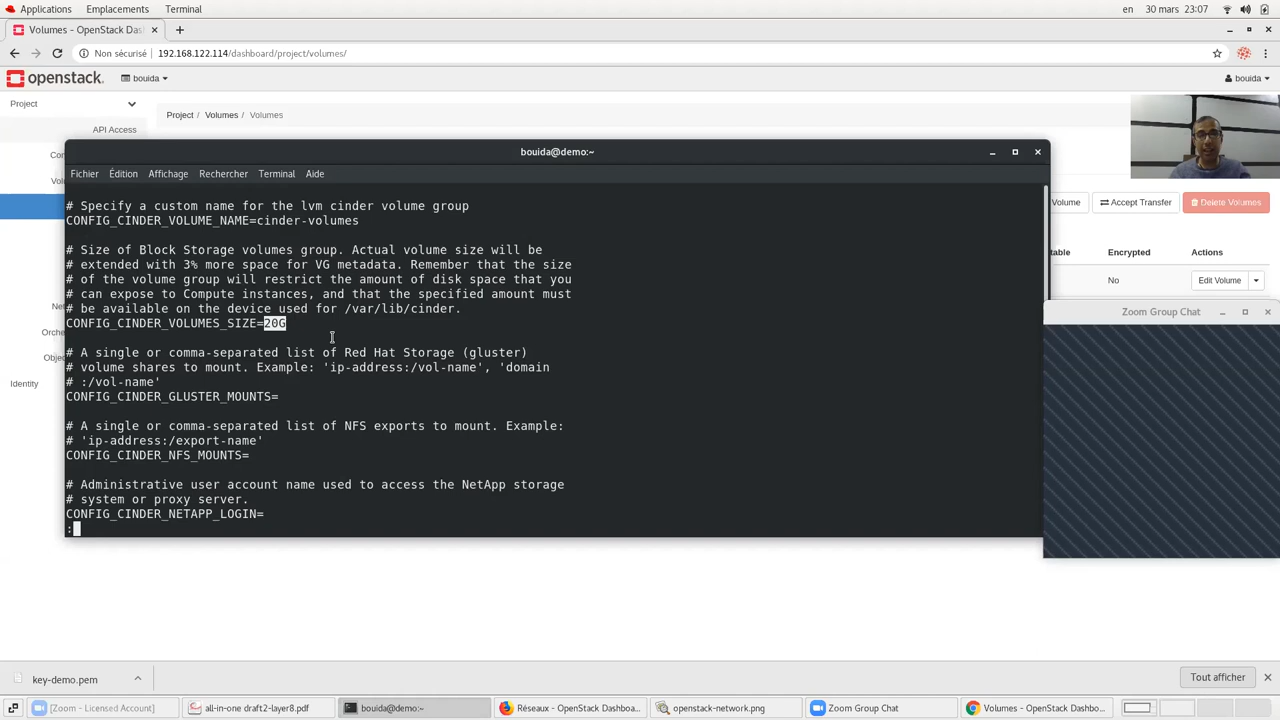 Applications Emplacements Terminal en 30 mars 23:07
Volumes - OpenStack Das
Non sécurisé 192.168.122.114/dashboard/project/volumes/
openstack. bouida bouida
Project Project / Volumes / Volumes
API Access
bouida@demo:~
Fichier Édition Affichage Rechercher Terminal Aide
# Specify a custom name for the lvm cinder volume group
CONFIG_CINDER_VOLUME_NAME=cinder-volumes
# Size of Block Storage volumes group. Actual volume size will be
# extended with 3% more space for VG metadata. Remember that the size
# of the volume group will restrict the amount of disk space that you
# can expose to Compute instances, and that the specified amount must
# be available on the device used for /var/lib/cinder.
CONFIG_CINDER_VOLUMES_SIZE=20G
# A single or comma-separated list of Red Hat Storage (gluster)
# volume shares to mount. Example: 'ip-address:/vol-name', 'domain
# :/vol-name'
CONFIG_CINDER_GLUSTER_MOUNTS=
# A single or comma-separated list of NFS exports to mount. Example:
# 'ip-address:/export-name'
CONFIG_CINDER_NFS_MOUNTS=
# Administrative user account name used to access the NetApp storage
# system or proxy server.
CONFIG_CINDER_NETAPP_LOGIN=
:
Co
Vol
Ne
Orche
Identity
Volume Accept Transfer Delete Volumes
table Encrypted Actions
No Edit Volume
Zoom Group Chat
key-demo.pem Tout afficher
[Zoom - Licensed Account] all-in-one draft2-layer8.pdf bouida@demo:~ Réseaux - OpenStack Dashboa... openstack-network.png Zoom Group Chat Volumes - OpenStack Dashbo...